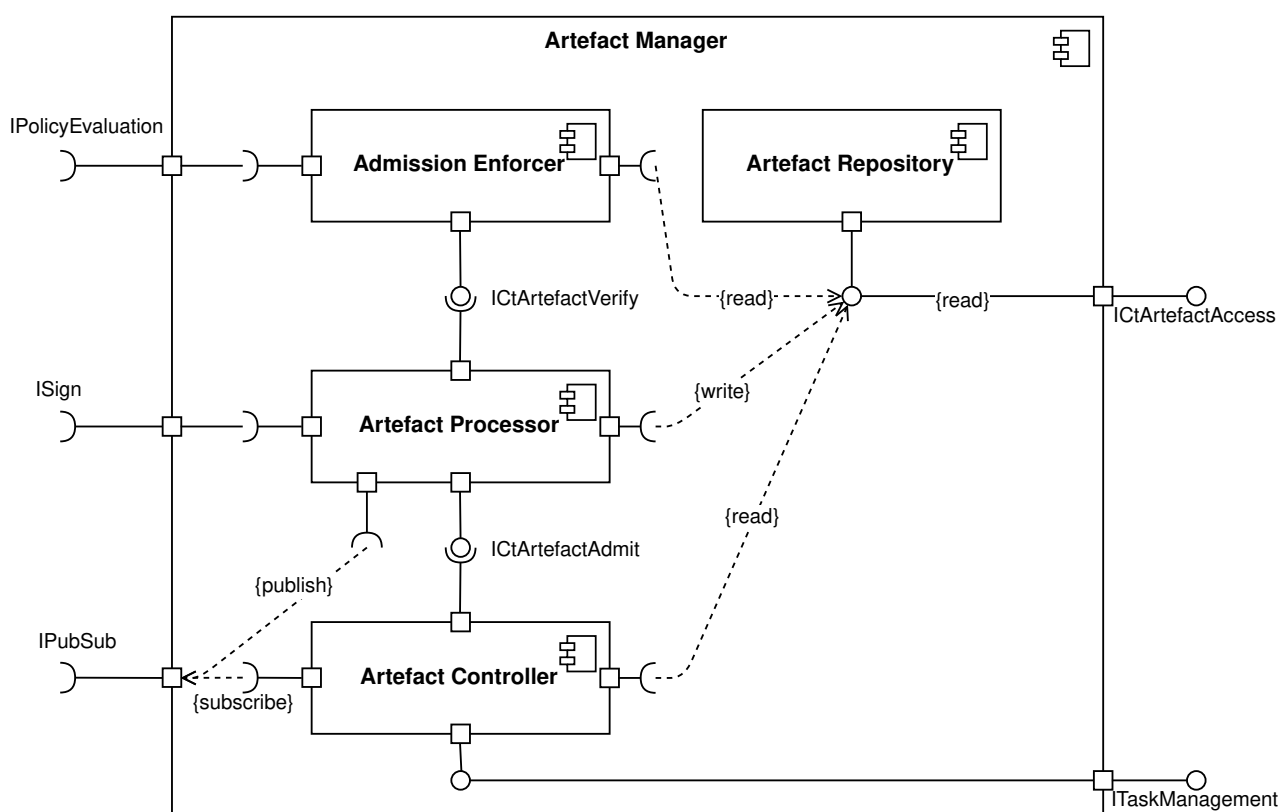 Artefact Manager
IPolicyEvaluation
Admission Enforcer
Artefact Repository
ICtArtefactVerify
{read}
{read}
ICtArtefactAccess
ISign
{write}
Artefact Processor
{read}
ICtArtefactAdmit
{publish}
IPubSub
Artefact Controller
{subscribe}
ITaskManagement